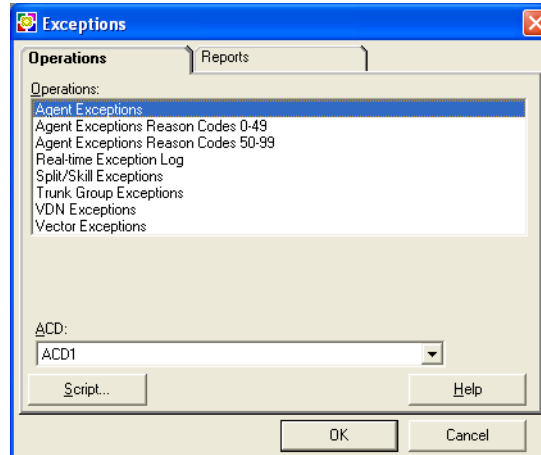 Exceptions
Operations Reports
Operations:
Agent Exceptions
Agent Exceptions Reason Codes 0-49
Agent Exceptions Reason Codes 50-99
Real-time Exception Log
Split/Skill Exceptions
Trunk Group Exceptions
VDN Exceptions
Vector Exceptions
ACD:
ACD1
Script... Help
OK Cancel